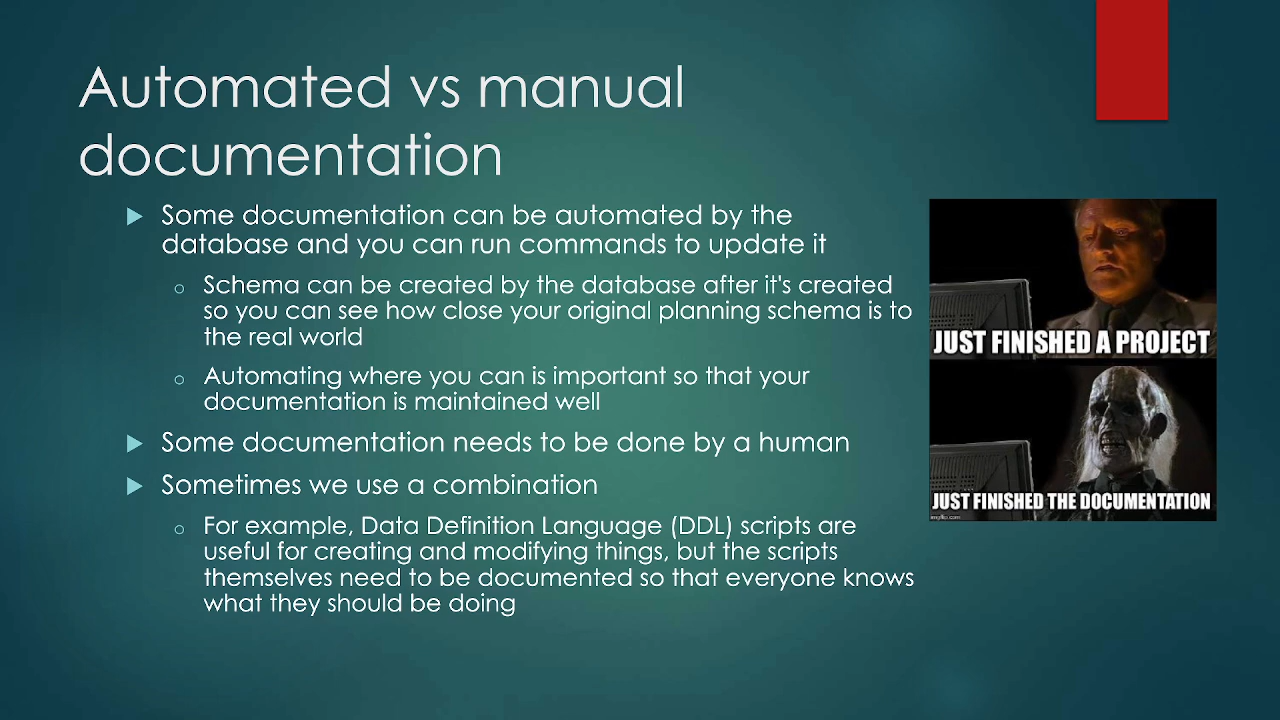 Automated vs manual
documentation
Some documentation can be automated by the
database and you can run commands to update it
Schema can be created by the database after it's created
so you can see how close your original planning schema is to
the real world
Automating where you can is important so that your
documentation is maintained well
Some documentation needs to be done by a human
Sometimes we use a combination
For example, Data Definition Language (DDL) scripts are
useful for creating and modifying things, but the scripts
themselves need to be documented so that everyone knows
what they should be doing
JUST FINISHED A PROJECT
JUST FINISHED THE DOCUMENTATION
imgflip.com